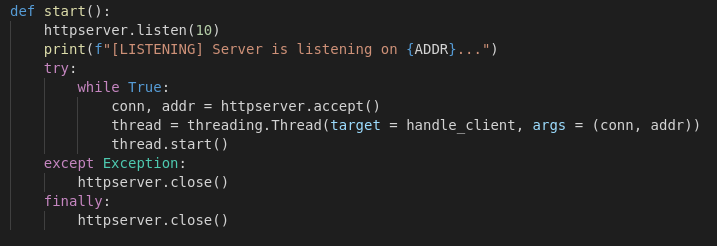 def start():
    httpserver.listen(10)
    print(f"[LISTENING] Server is listening on {ADDR}...")
    try:
        while True:
            conn, addr = httpserver.accept()
            thread = threading.Thread(target = handle_client, args = (conn, addr))
            thread.start()
    except Exception:
        httpserver.close()
    finally:
        httpserver.close()